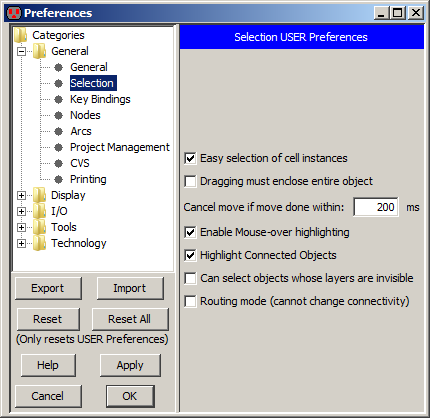 Preferences
Categories
General
General
Selection
Key Bindings
Nodes
Arcs
Project Management
CVS
Printing
Display
I/O
Tools
Technology
Export Import
Reset Reset All
(Only resets USER Preferences)
Help Apply
Cancel OK
Selection USER Preferences
Easy selection of cell instances
Dragging must enclose entire object
Cancel move if move done within: 200 ms
Enable Mouse-over highlighting
Highlight Connected Objects
Can select objects whose layers are invisible
Routing mode (cannot change connectivity)